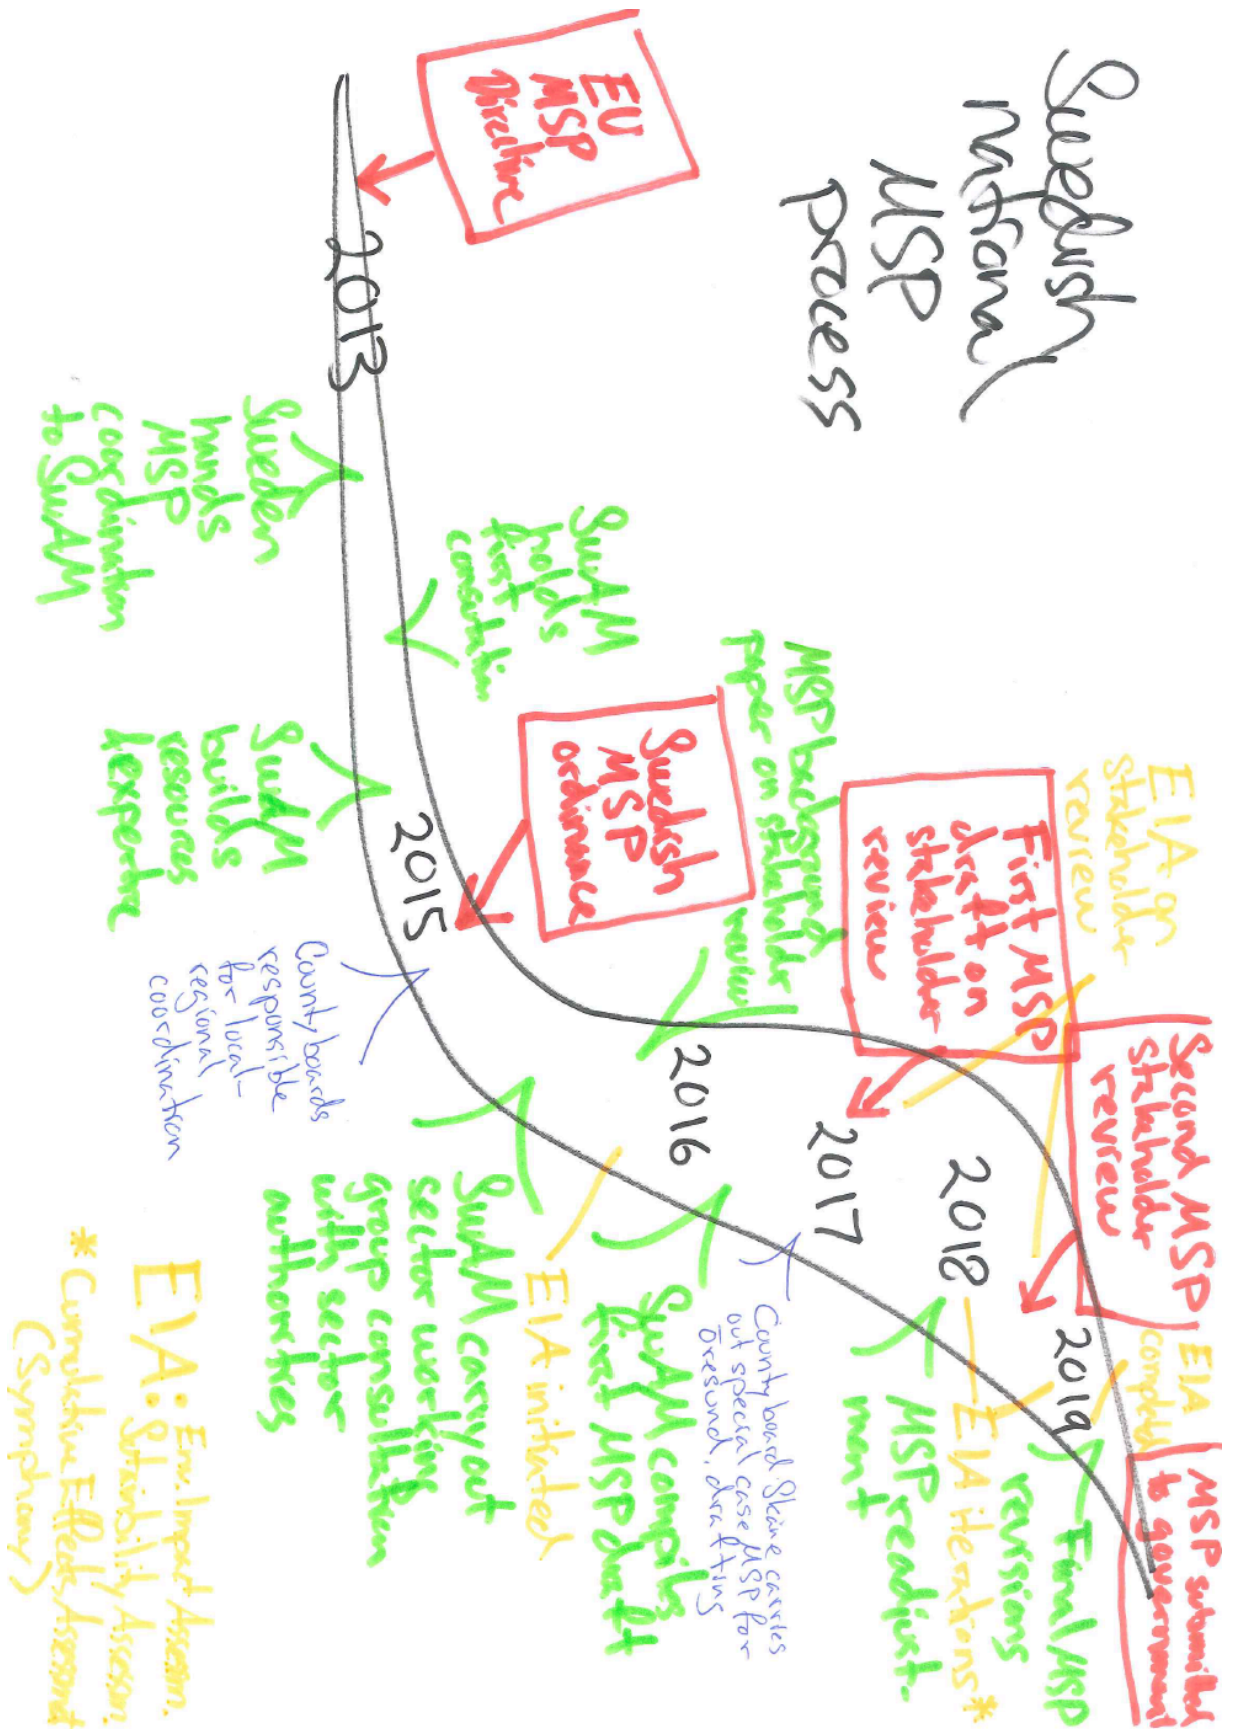 Swedish
national
MSP
process
EU
MSP
Directive
2013
Sweden
hands
MSP
coordination
to SwAM
SwAM
holds
first
consultation
SwAM
builds
resources
& expertise
2015
Swedish
MSP
ordinance
County boards
responsible
for local-
regional
coordination
MSP background
paper on stakeholder
review
2016
SwAM carry out
sector working
group consultation
with sector
authorities
EIA initiated
SwAM compils
first MSP draft
First MSP
draft on
stakeholder
review
2017
EIA on
stakeholder
review
County board Skåne carries
out special case MSP for
Öresund, drafting
2018
MSP readjust-
ment
EIA iterations*
Second MSP
stakeholder
review
2019
EIA
completed
Final MSP
revisions
MSP submitted
to government
EIA: Env. Impact Assessm.
Sustainability Assessm.
* Cumulative Effects Assessmt
(Symphony)